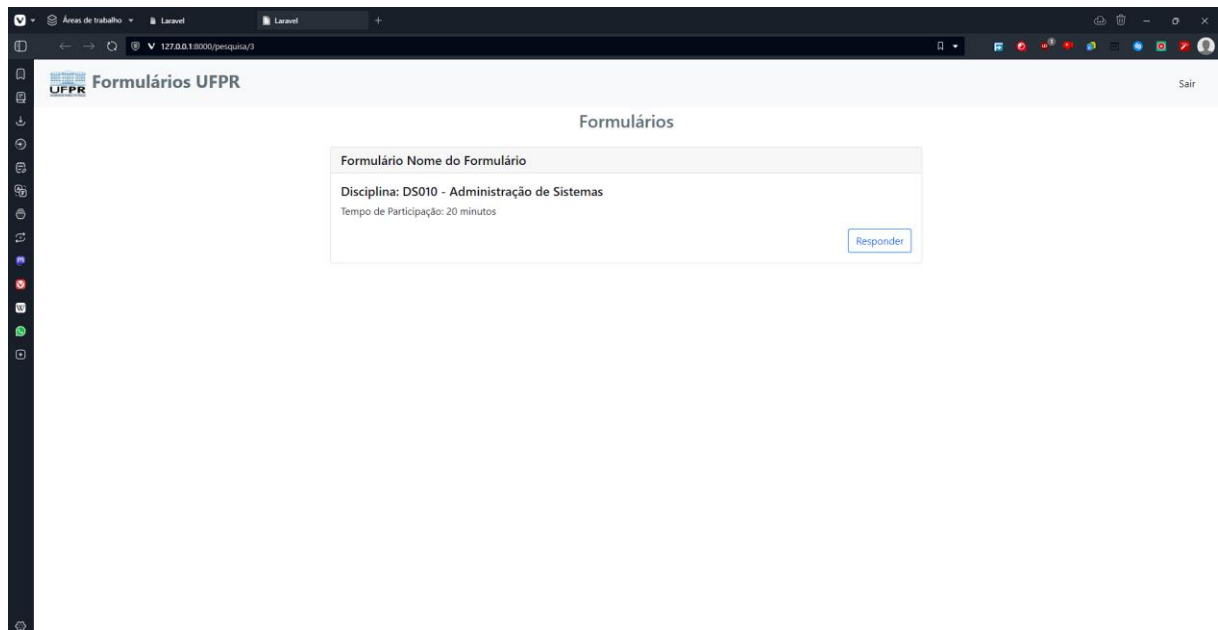 Áreas de trabalho
Laravel
Laravel
127.0.0.1:8000/pesquisa/3
UFPR
Formulários UFPR
Sair
Formulários
Formulário Nome do Formulário
Disciplina: DS010 - Administração de Sistemas
Tempo de Participação: 20 minutos
Responder